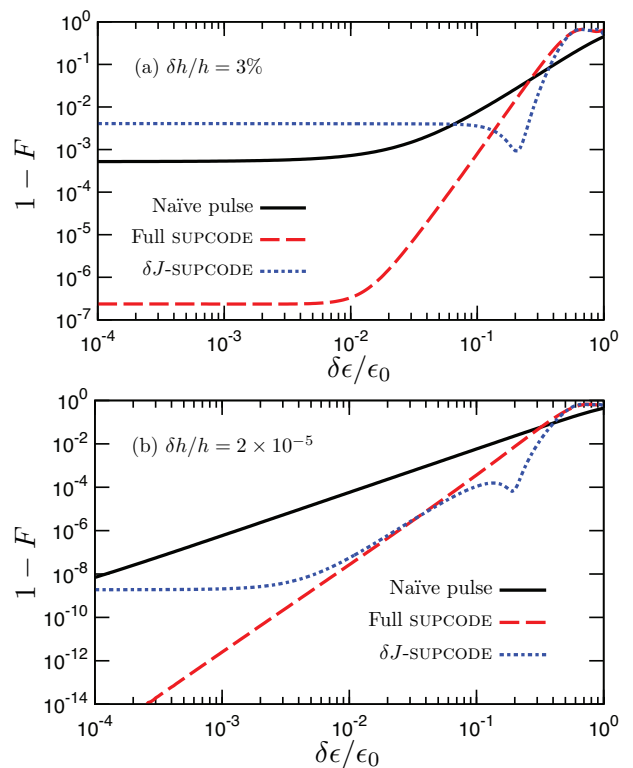 10^0
10^-1
10^-2
10^-3
10^-4
10^-5
10^-6
10^-7
1 − F
(a) δh/h = 3%
Naïve pulse
Full SUPCODE
δJ-SUPCODE
10^-4 10^-3 10^-2 10^-1 10^0
δϵ/ϵ_0
10^0
10^-2
10^-4
10^-6
10^-8
10^-10
10^-12
10^-14
1 − F
(b) δh/h = 2 × 10^-5
Naïve pulse
Full SUPCODE
δJ-SUPCODE
10^-4 10^-3 10^-2 10^-1 10^0
δϵ/ϵ_0